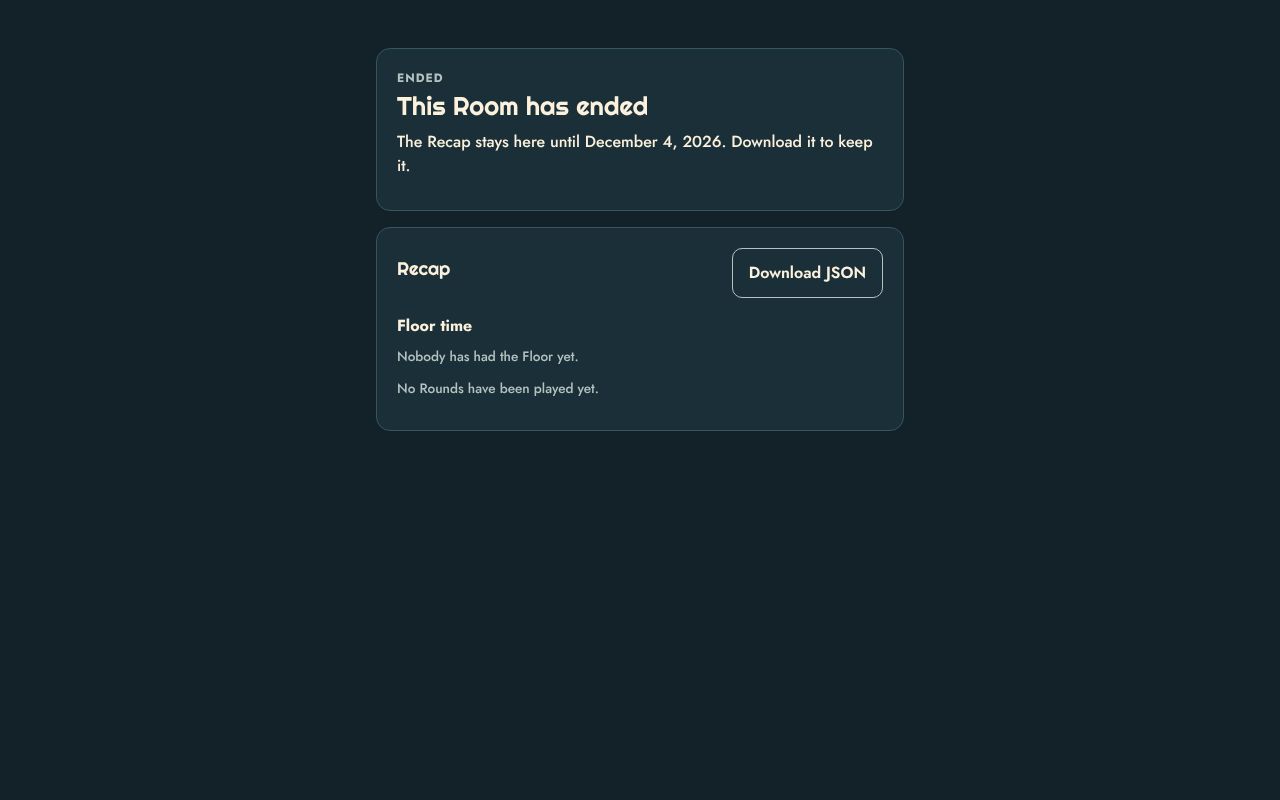 ENDED
This Room has ended
The Recap stays here until December 4, 2026. Download it to keep
it.
Recap
Download JSON
Floor time
Nobody has had the Floor yet.
No Rounds have been played yet.